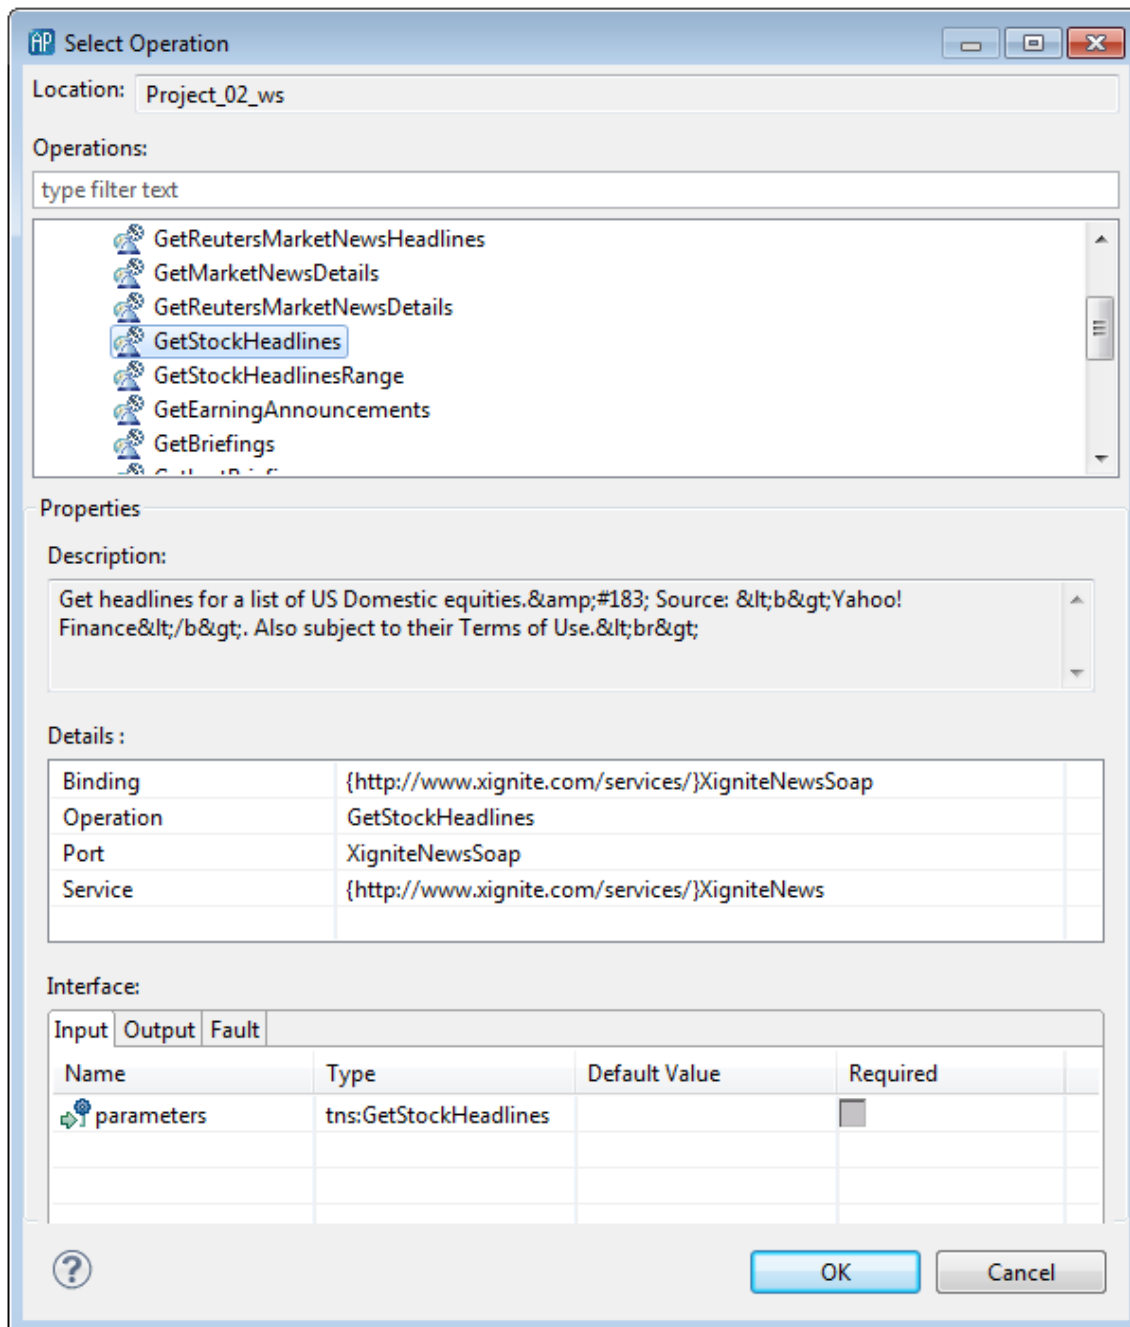 AP Select Operation
Location: Project_02_ws
Operations:
type filter text
GetReutersMarketNewsHeadlines
GetMarketNewsDetails
GetReutersMarketNewsDetails
GetStockHeadlines
GetStockHeadlinesRange
GetEarningAnnouncements
GetBriefings
Properties
Description:
Get headlines for a list of US Domestic equities.&amp;#183; Source: &lt;b&gt;Yahoo!
Finance&lt;/b&gt;. Also subject to their Terms of Use.&lt;br&gt;
Details :
Binding {http://www.xignite.com/services/}XigniteNewsSoap
Operation GetStockHeadlines
Port XigniteNewsSoap
Service {http://www.xignite.com/services/}XigniteNews
Interface:
Input Output Fault
Name Type Default Value Required
parameters tns:GetStockHeadlines
? OK Cancel